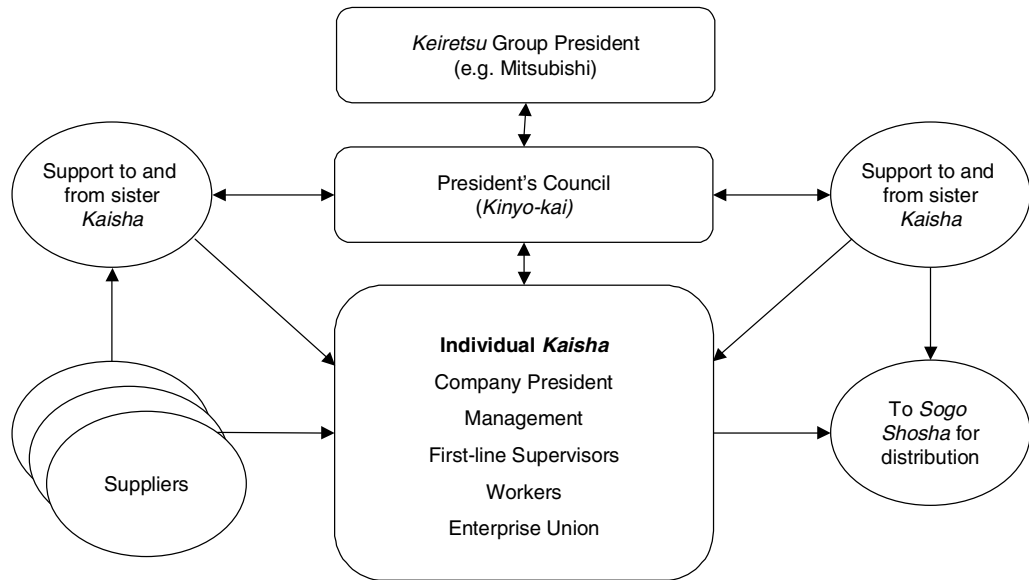 Keiretsu Group President
(e.g. Mitsubishi)
Support to and
from sister
Kaisha
President’s Council
(Kinyo-kai)
Support to and
from sister
Kaisha
Individual Kaisha
Company President
Management
First-line Supervisors
Workers
Enterprise Union
Suppliers
To Sogo
Shosha for
distribution